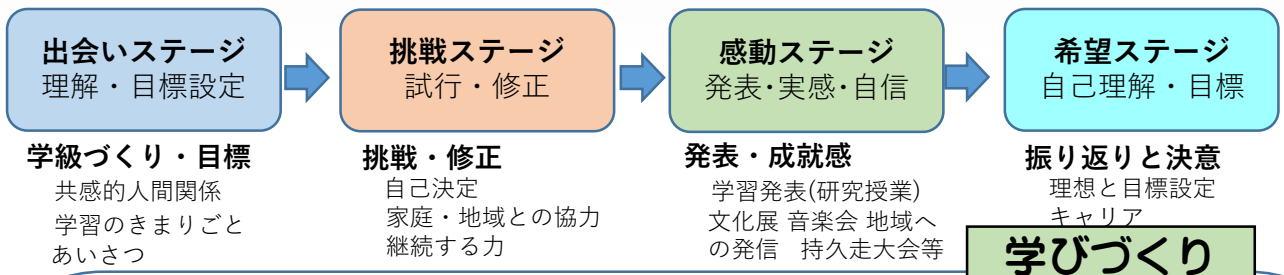 出会いステージ
理解・目標設定
挑戦ステージ
試行・修正
感動ステージ
発表･実感･自信
希望ステージ
自己理解・目標
学級づくり・目標
共感的人間関係
学習のきまりごと
あいさつ
挑戦・修正
自己決定
家庭・地域との協力
継続する力
発表・成就感
学習発表(研究授業)
文化展 音楽会 地域へ
の発信　持久走大会等
振り返りと決意
理想と目標設定
キャリア
学びづくり